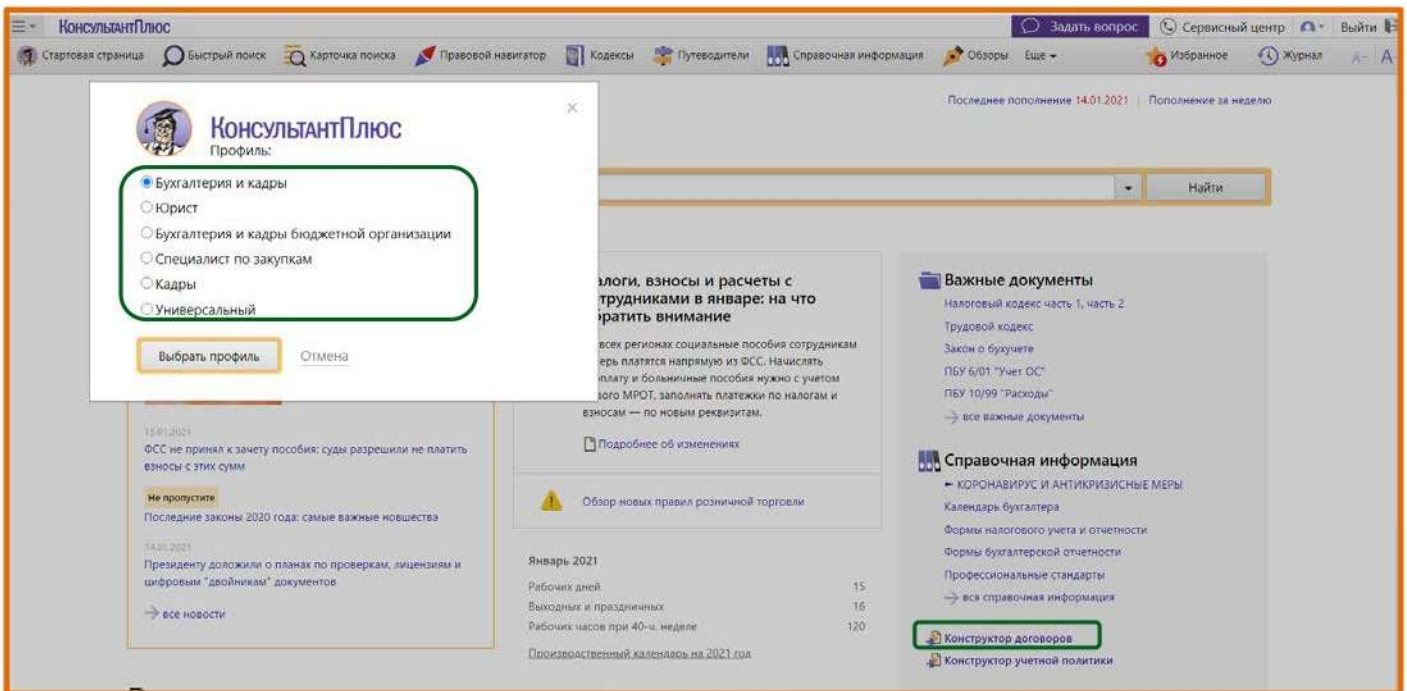 КонсультантПлюс
Задать вопрос
Сервисный центр
Выйти
Стартовая страница
Быстрый поиск
Карточка поиска
Правовой навигатор
Кодексы
Путеводители
Справочная информация
Обзоры
Еще
Избранное
Журнал
А-
А
Последнее пополнение 14.01.2021
Пополнение за неделю
КонсультантПлюс
Профиль:
Бухгалтерия и кадры
Юрист
Бухгалтерия и кадры бюджетной организации
Специалист по закупкам
Кадры
Универсальный
Выбрать профиль
Отмена
Найти
15.01.2021
ФСС не принял к зачету пособия: суды разрешили не платить
взносы с этих сумм
Не пропустите
Последние законы 2020 года: самые важные новшества
14.01.2021
Президенту доложили о планах по проверкам, лицензиям и
цифровым "двойникам" документов
все новости
алоги, взносы и расчеты с
трудниками в январе: на что
братить внимание
всех регионах социальные пособия сотрудникам
ерь платятся напрямую из ФСС. Начислять
плату и больничные пособия нужно с учетом
вого МРОТ, заполнять платежки по налогам и
взносам — по новым реквизитам.
Подробнее об изменениях
Обзор новых правил розничной торговли
Январь 2021
Рабочих дней 15
Выходных и праздничных 16
Рабочих часов при 40-ч. неделе 120
Производственный календарь на 2021 год
Важные документы
Налоговый кодекс часть 1, часть 2
Трудовой кодекс
Закон о бухучете
ПБУ 6/01 "Учет ОС"
ПБУ 10/99 "Расходы"
все важные документы
Справочная информация
КОРОНАВИРУС И АНТИКРИЗИСНЫЕ МЕРЫ
Календарь бухгалтера
Формы налогового учета и отчетности
Формы бухгалтерской отчетности
Профессиональные стандарты
вся справочная информация
Конструктор договоров
Конструктор учетной политики